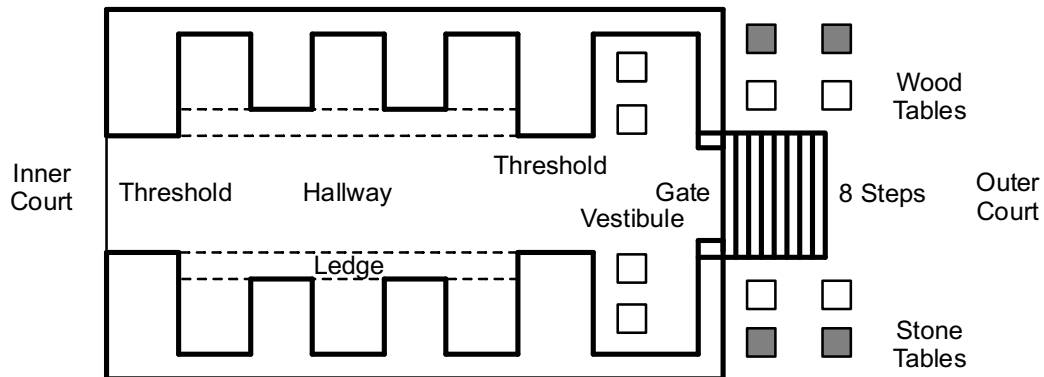 Wood
Tables
Threshold
Inner
Court
Threshold
Hallway
Gate
8 Steps
Outer
Court
Vestibule
Ledge
Stone
Tables